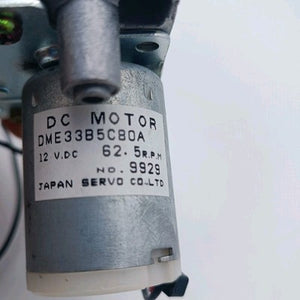 DC MOTOR
DME33B5C80A
12 V.DC 62.5R.P.M
NO. 9929
JAPAN SERVO CO.,LTD